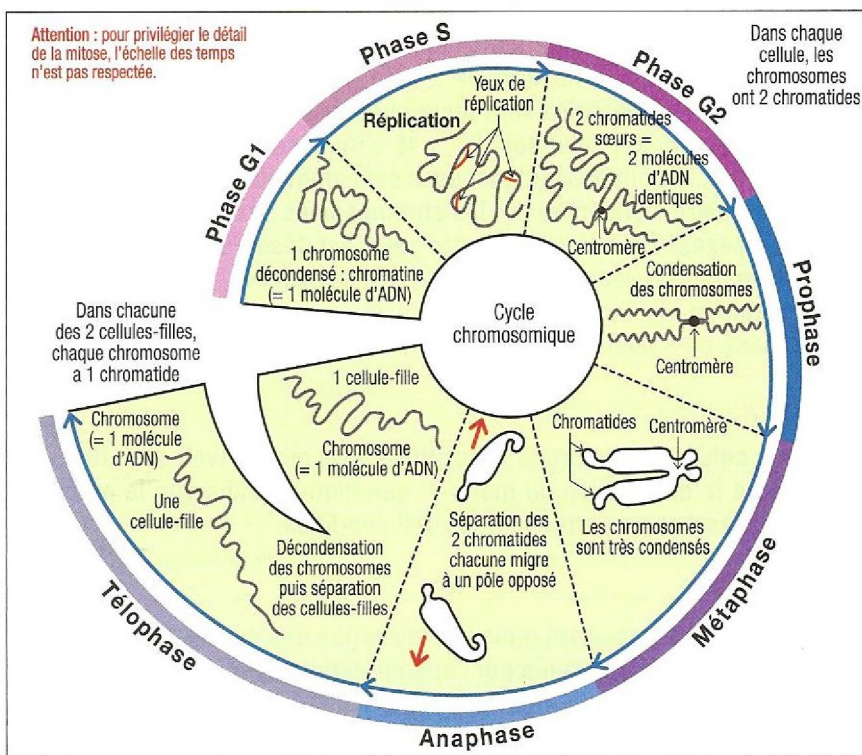 Attention : pour privilégier le détail
de la mitose, l'échelle des temps
n'est pas respectée.
Phase S
Phase G2
Dans chaque
cellule, les
chromosomes
ont 2 chromatides
Phase G1
Réplication
Yeux de
réplication
2 chromatides
sœurs =
2 molécules
d'ADN
identiques
Centromère
1 chromosome
décondensé : chromatine
(= 1 molécule d'ADN)
Cycle
chromosomique
Condensation
des chromosomes
Centromère
Prophase
Chromatides
Centromère
Les chromosomes
sont très condensés
Métaphase
Séparation des
2 chromatides
chacune migre
à un pôle opposé
Anaphase
Dans chacune
des 2 cellules-filles,
chaque chromosome
a 1 chromatide
1 cellule-fille
Chromosome
(= 1 molécule d'ADN)
Chromosome
(= 1 molécule
d'ADN)
Une
cellule-fille
Décondensation
des chromosomes
puis séparation
des cellules-filles
Télophase